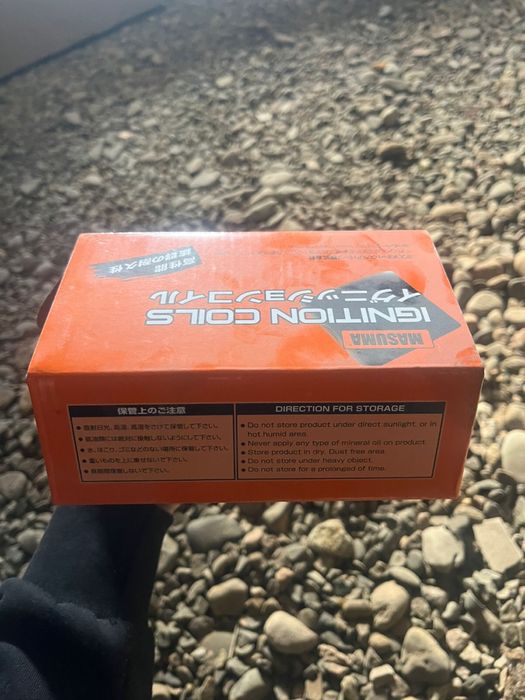 高性能
抜群の耐久性
IGNITION COILS
イグニッションコイル
MASUMA
保管上のご注意
● 直射日光、高温、高湿をさけて保管して下さい。
● 鉱油類には絶対に接触しないようにして下さい。
● 水、ほこり、ゴミなどのない場所に保管して下さい。
● 重いものを上に乗せないで下さい。
● 長期間保管しないで下さい。
DIRECTION FOR STORAGE
● Do not store product under direct sunlight, or in
hot humid area.
● Never apply any type of mineral oil on product.
● Store product in dry. Dust free area.
● Do not store under heavy object.
● Do not store for a prolonged of time.